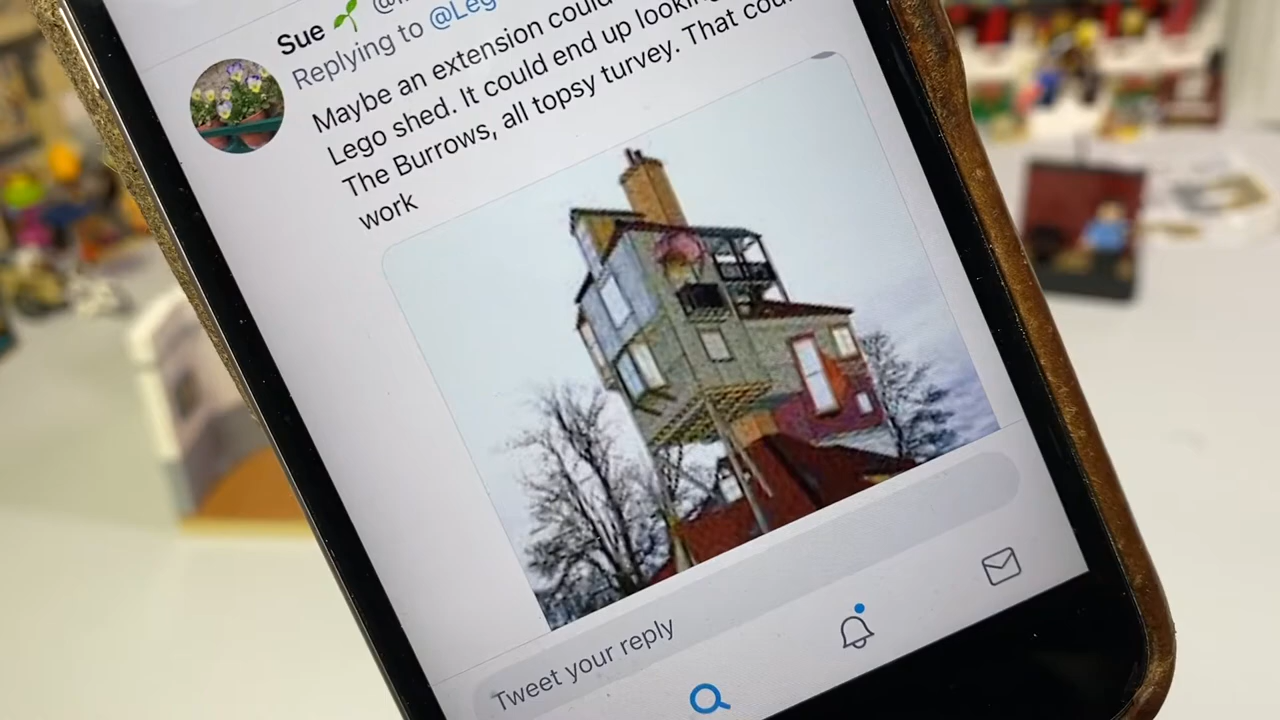 Sue
Replying to @Leg
Maybe an extension could
Lego shed. It could end up looking
The Burrows, all topsy turvey. That cou
work
Tweet your reply